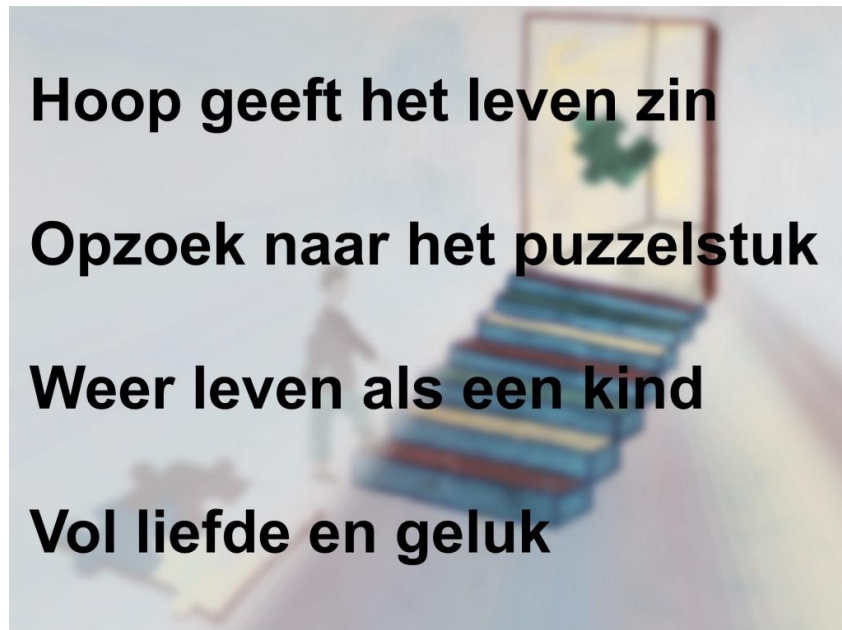 Hoop geeft het leven zin
Opzoek naar het puzzelstuk
Weer leven als een kind
Vol liefde en geluk